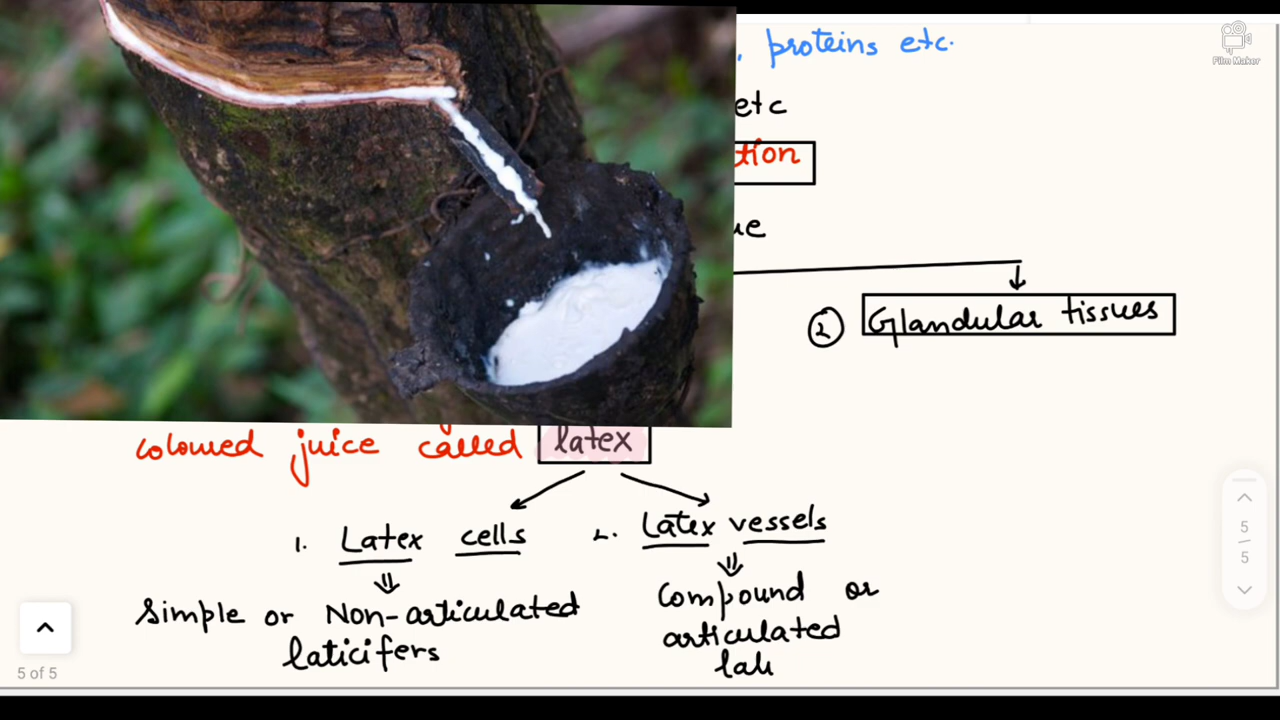 , proteins etc.
Film Maker
etc
tion
ue
2 Glandular tissues
coloured juice called latex
1. Latex cells 2. Latex vessels
Simple or Non-articulated laticifers
Compound or articulated lati
5
5
5 of 5